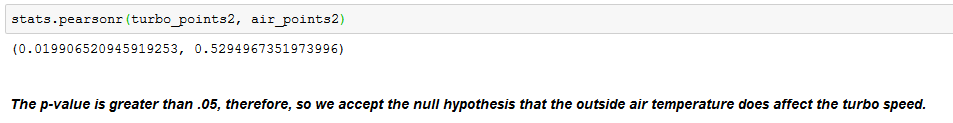 stats.pearsonr(turbo_points2, air_points2)
(0.019906520945919253, 0.5294967351973996)
The p-value is greater than .05, therefore, so we accept the null hypothesis that the outside air temperature does affect the turbo speed.